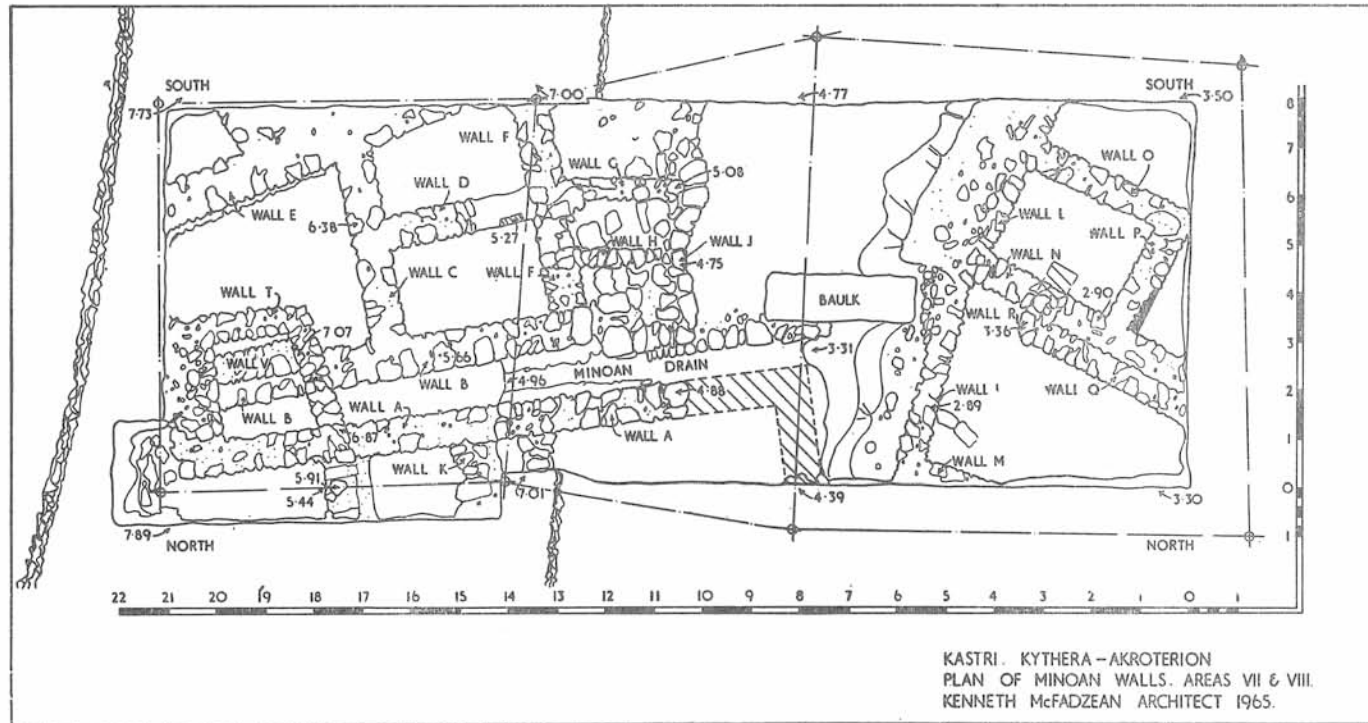 SOUTH
SOUTH
7·73
7·00
4·77
3·50
8
WALL F
7
WALL G
WALL O
5·08
WALL D
6
WALL E
WALL L
6·38
5·27
WALL H
WALL J
WALL P
5
WALL C
WALL F
4·75
WALL N
WALL T
BAULK
2·90
4
7·07
WALL R
3·36
3
WALL V
5·66
3·31
MINOAN DRAIN
WALL B
4·96
4·88
2
WALL B
WALL A
WALL Q
WALL A
2·89
6·87
1
WALL K
WALL M
5·91
5·44
7·01
4·39
0
3·30
7·89
NORTH
NORTH
1
22 21 20 19 18 17 16 15 14 13 12 11 10 9 8 7 6 5 4 3 2 1 0 1
KASTRI. KYTHERA – AKROTERION
PLAN OF MINOAN WALLS. AREAS VII & VIII.
KENNETH McFADZEAN ARCHITECT 1965.